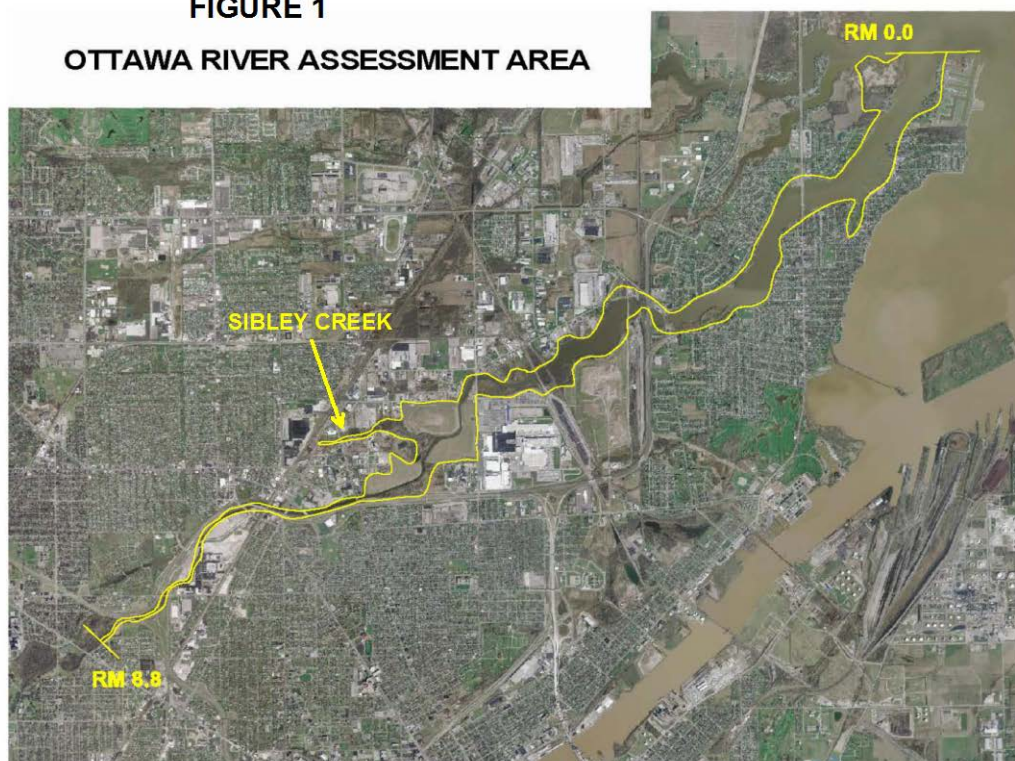 FIGURE 1
OTTAWA RIVER ASSESSMENT AREA
RM 0.0
SIBLEY CREEK
RM 8.8